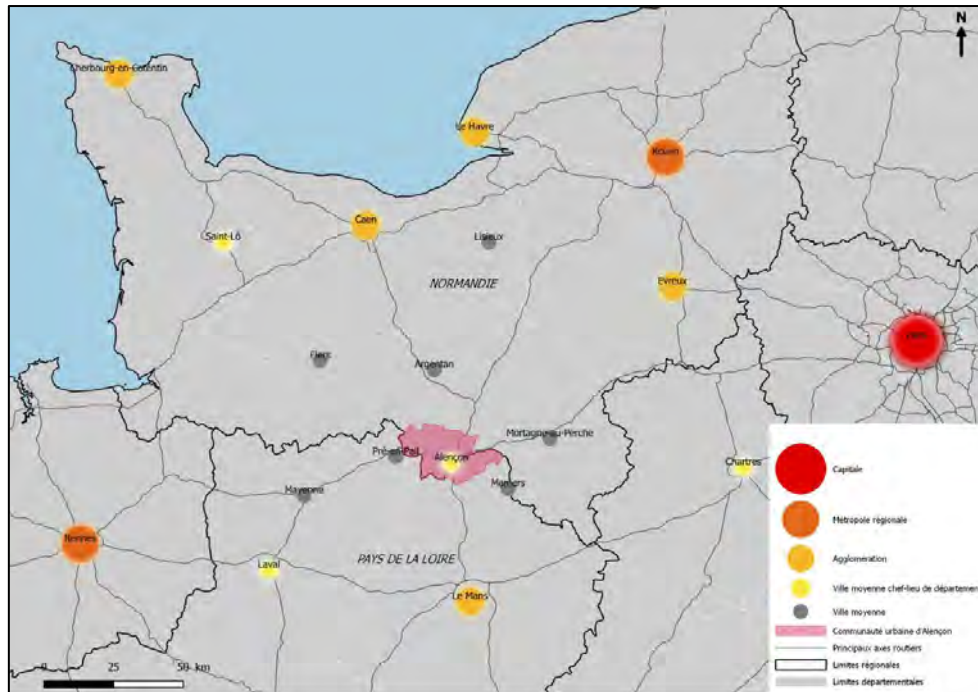 N
Cherbourg-en-Cotentin
Le Havre
Rouen
Caen
Saint-Lô
Lisieux
NORMANDIE
Evreux
Paris
Flers
Argentan
Mortagne-au-Perche
Pré-en-Pail
Alençon
Chartres
Mayenne
Mamers
Rennes
PAYS DE LA LOIRE
Laval
Le Mans
0 25 50 km
Capitale
Métropole régionale
Agglomération
Ville moyenne chef-lieu de départemen
Ville moyenne
Communauté urbaine d'Alençon
Principaux axes routiers
Limites régionales
Limites départementales